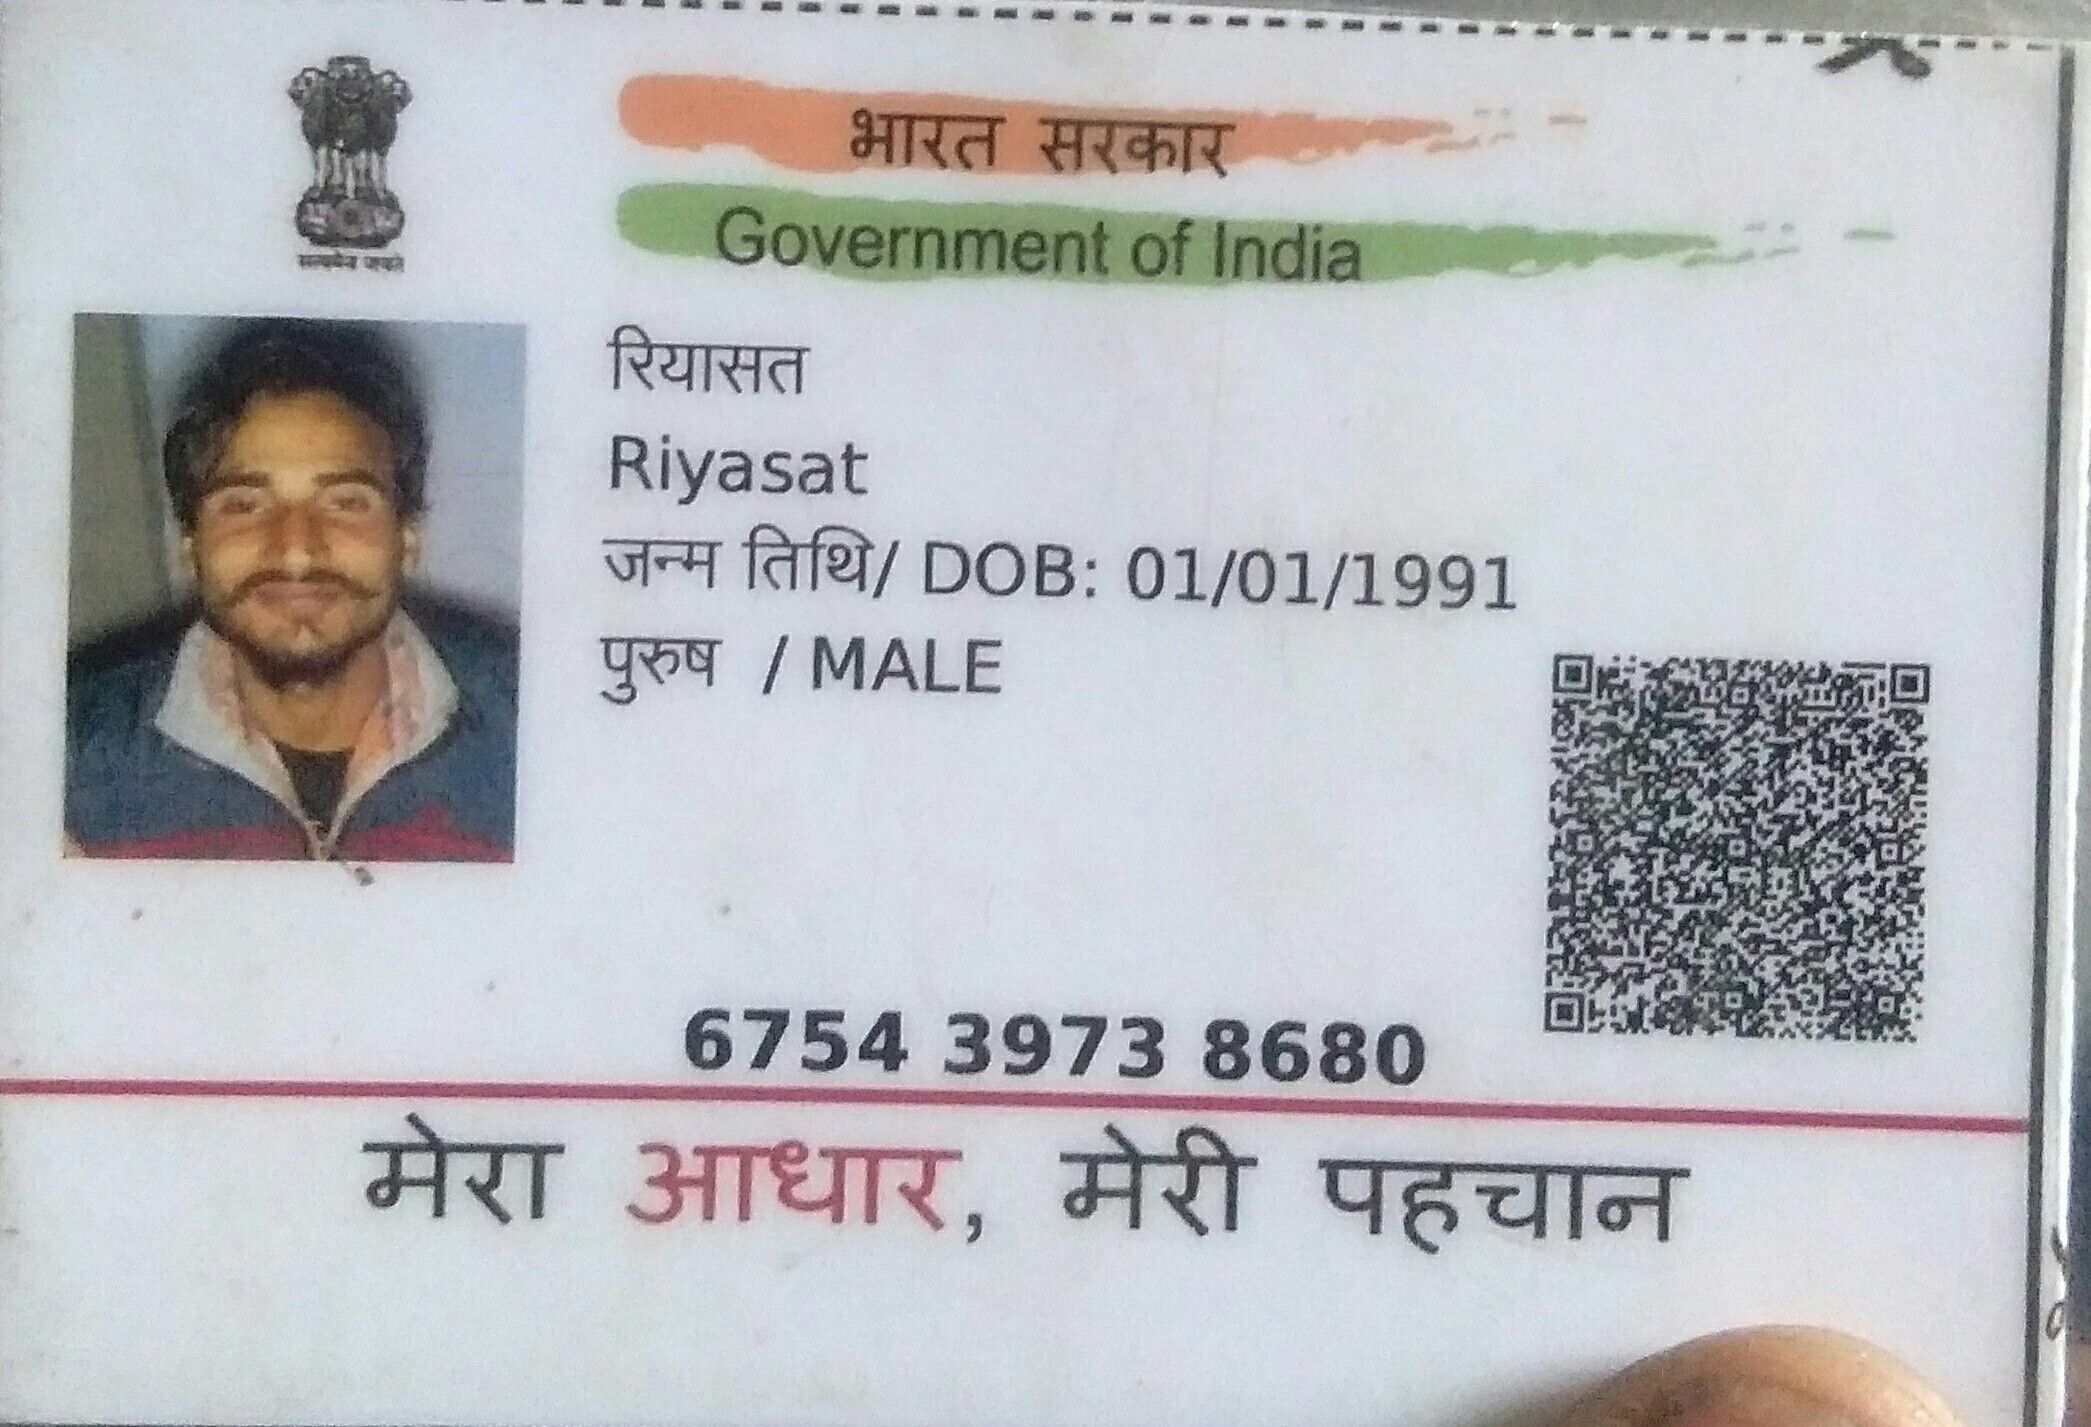 सत्यमेव जयते
भारत सरकार
Government of India
रियासत
Riyasat
जन्म तिथि/ DOB: 01/01/1991
पुरुष / MALE
6754 3973 8680
मेरा आधार, मेरी पहचान